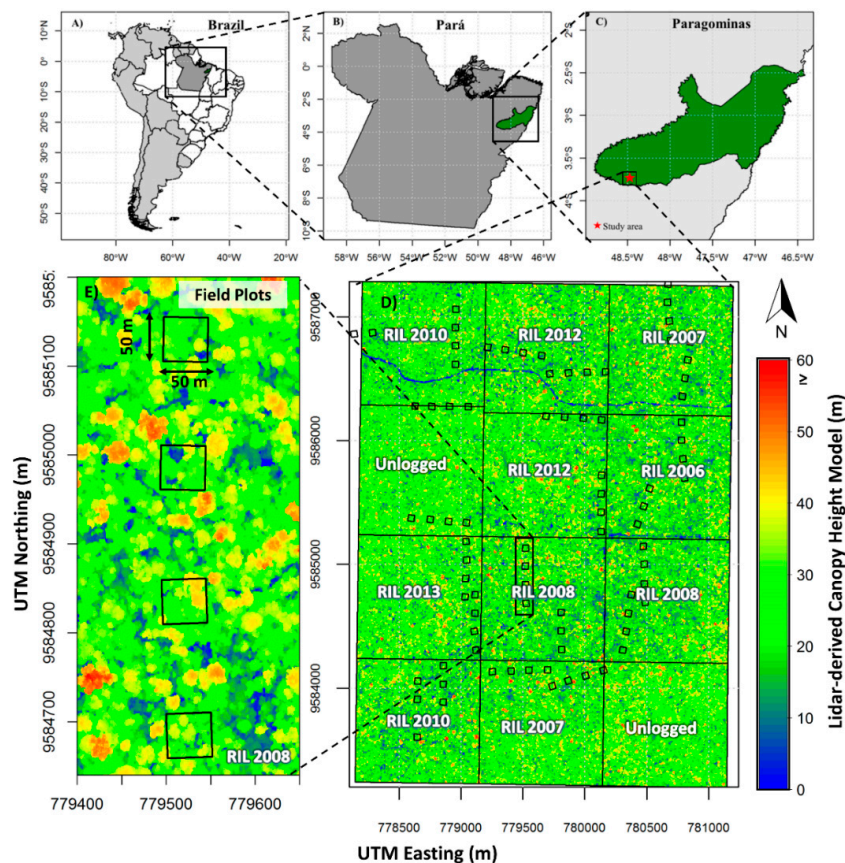 A) Brazil
10°N
0°
10°S
20°S
30°S
40°S
50°S
80°W 60°W 40°W 20°W
B) Pará
2°N
0°
2°S
4°S
6°S
8°S
10°S
58°W 56°W 54°W 52°W 50°W 48°W 46°W
C) Paragominas
2°S
2.5°S
3°S
3.5°S
4°S
48.5°W 48°W 47.5°W 47°W 46.5°W
Study area
E) Field Plots
50 m
50 m
RIL 2008
9585:
9585100
9585000
9584900
9584800
9584700
779400 779500 779600
UTM Northing (m)
D)
RIL 2010 RIL 2012 RIL 2007
Unlogged RIL 2012 RIL 2006
RIL 2013 RIL 2008 RIL 2008
RIL 2010 RIL 2007 Unlogged
9587000
9586000
9585000
9584000
778500 779000 779500 780000 780500 781000
UTM Easting (m)
N
60
≥
50
40
30
20
10
0
Lidar-derived Canopy Height Model (m)